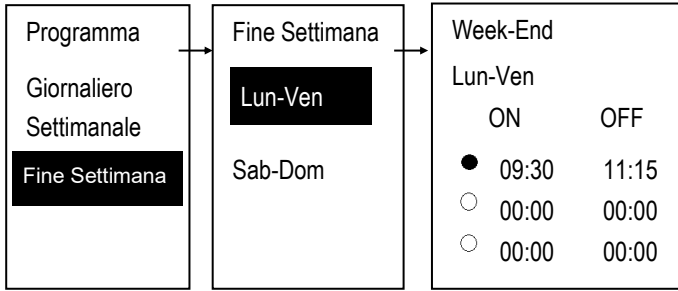 Programma
Giornaliero
Settimanale
Fine Settimana
Fine Settimana
Lun-Ven
Sab-Dom
Week-End
Lun-Ven
ON OFF
09:30 11:15
00:00 00:00
00:00 00:00